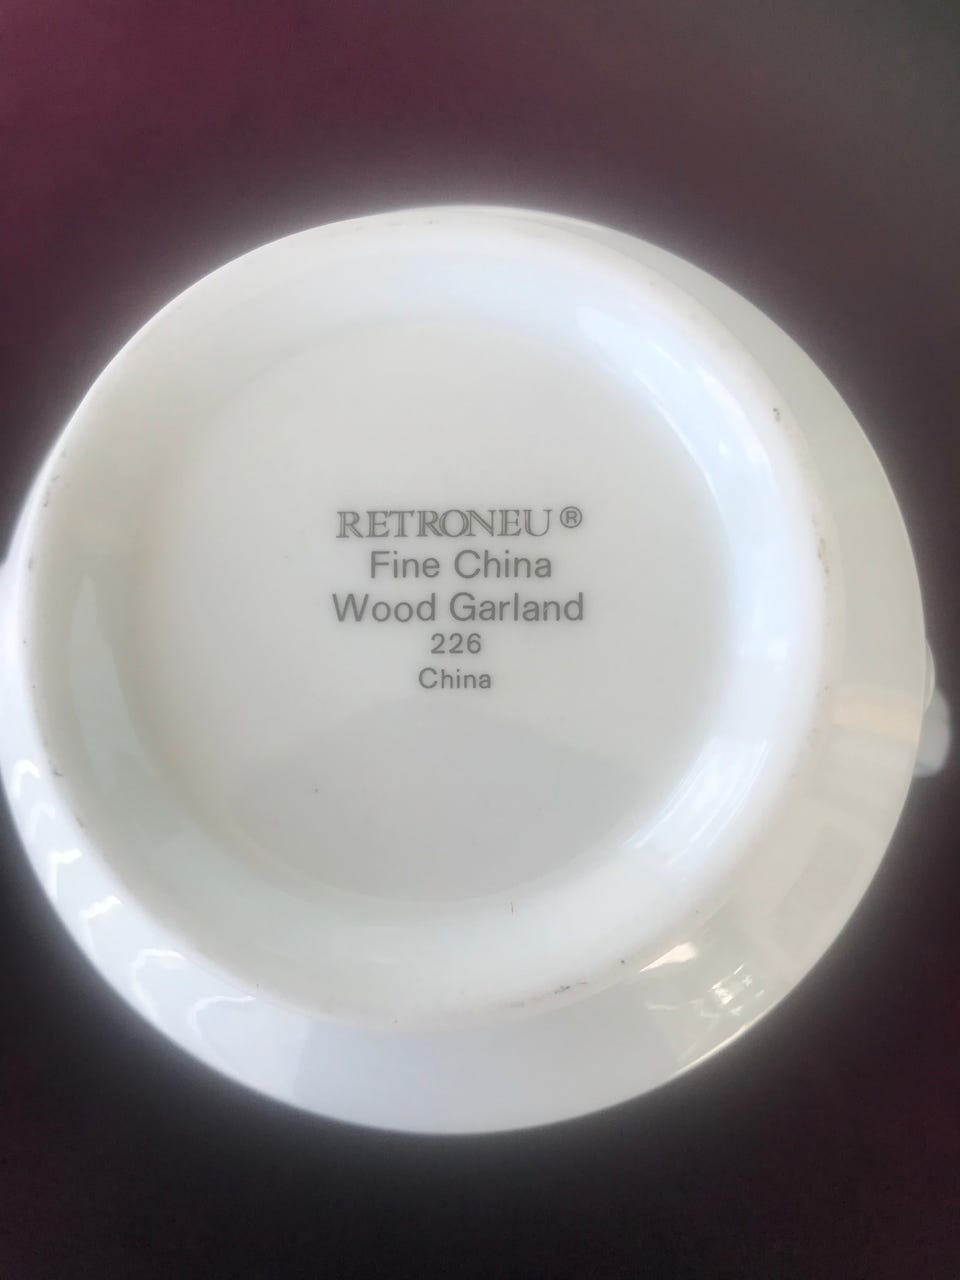 RETRONEU®
Fine China
Wood Garland
226
China